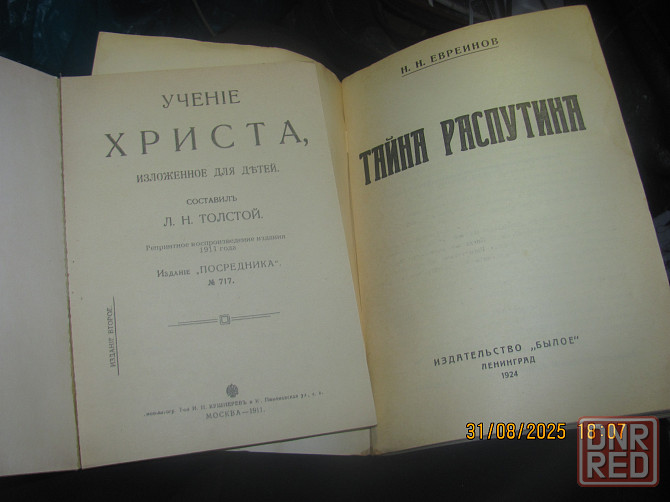 УЧЕНІЕ
ХРИСТА,
ИЗЛОЖЕННОЕ ДЛЯ ДѢТЕЙ.
СОСТАВИЛЪ
Л. Н. ТОЛСТОЙ.
Репринтное воспроизведение издания
1911 года
ИЗДАНІЕ „ПОСРЕДНИКА".
№ 717.
ИЗДАНІЕ ВТОРОЕ.
МОСКВА—1911.
Н. Н. ЕВРЕИНОВ
ТАЙНА РАСПУТИНА
ИЗДАТЕЛЬСТВО „БЫЛОЕ"
ЛЕНИНГРАД
1924
31/08/2025 18:07
DNR
RED